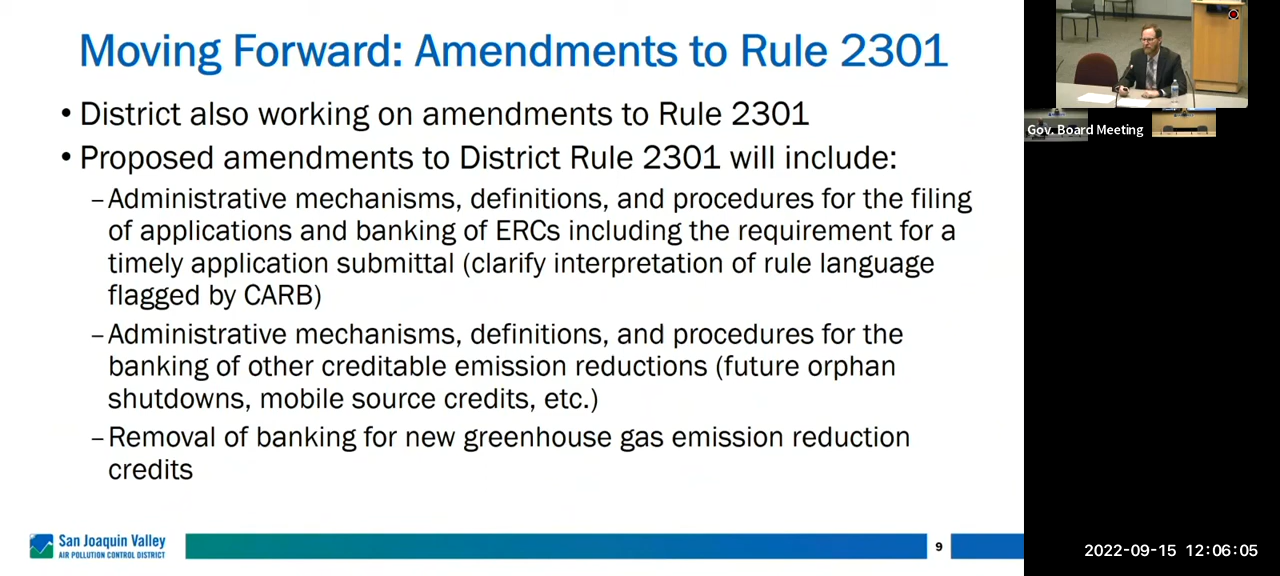 Moving Forward: Amendments to Rule 2301
• District also working on amendments to Rule 2301
• Proposed amendments to District Rule 2301 will include:
–Administrative mechanisms, definitions, and procedures for the filing
of applications and banking of ERCs including the requirement for a
timely application submittal (clarify interpretation of rule language
flagged by CARB)
–Administrative mechanisms, definitions, and procedures for the
banking of other creditable emission reductions (future orphan
shutdowns, mobile source credits, etc.)
–Removal of banking for new greenhouse gas emission reduction
credits
San Joaquin Valley
AIR POLLUTION CONTROL DISTRICT
9
Gov. Board Meeting
2022-09-15 12:06:05